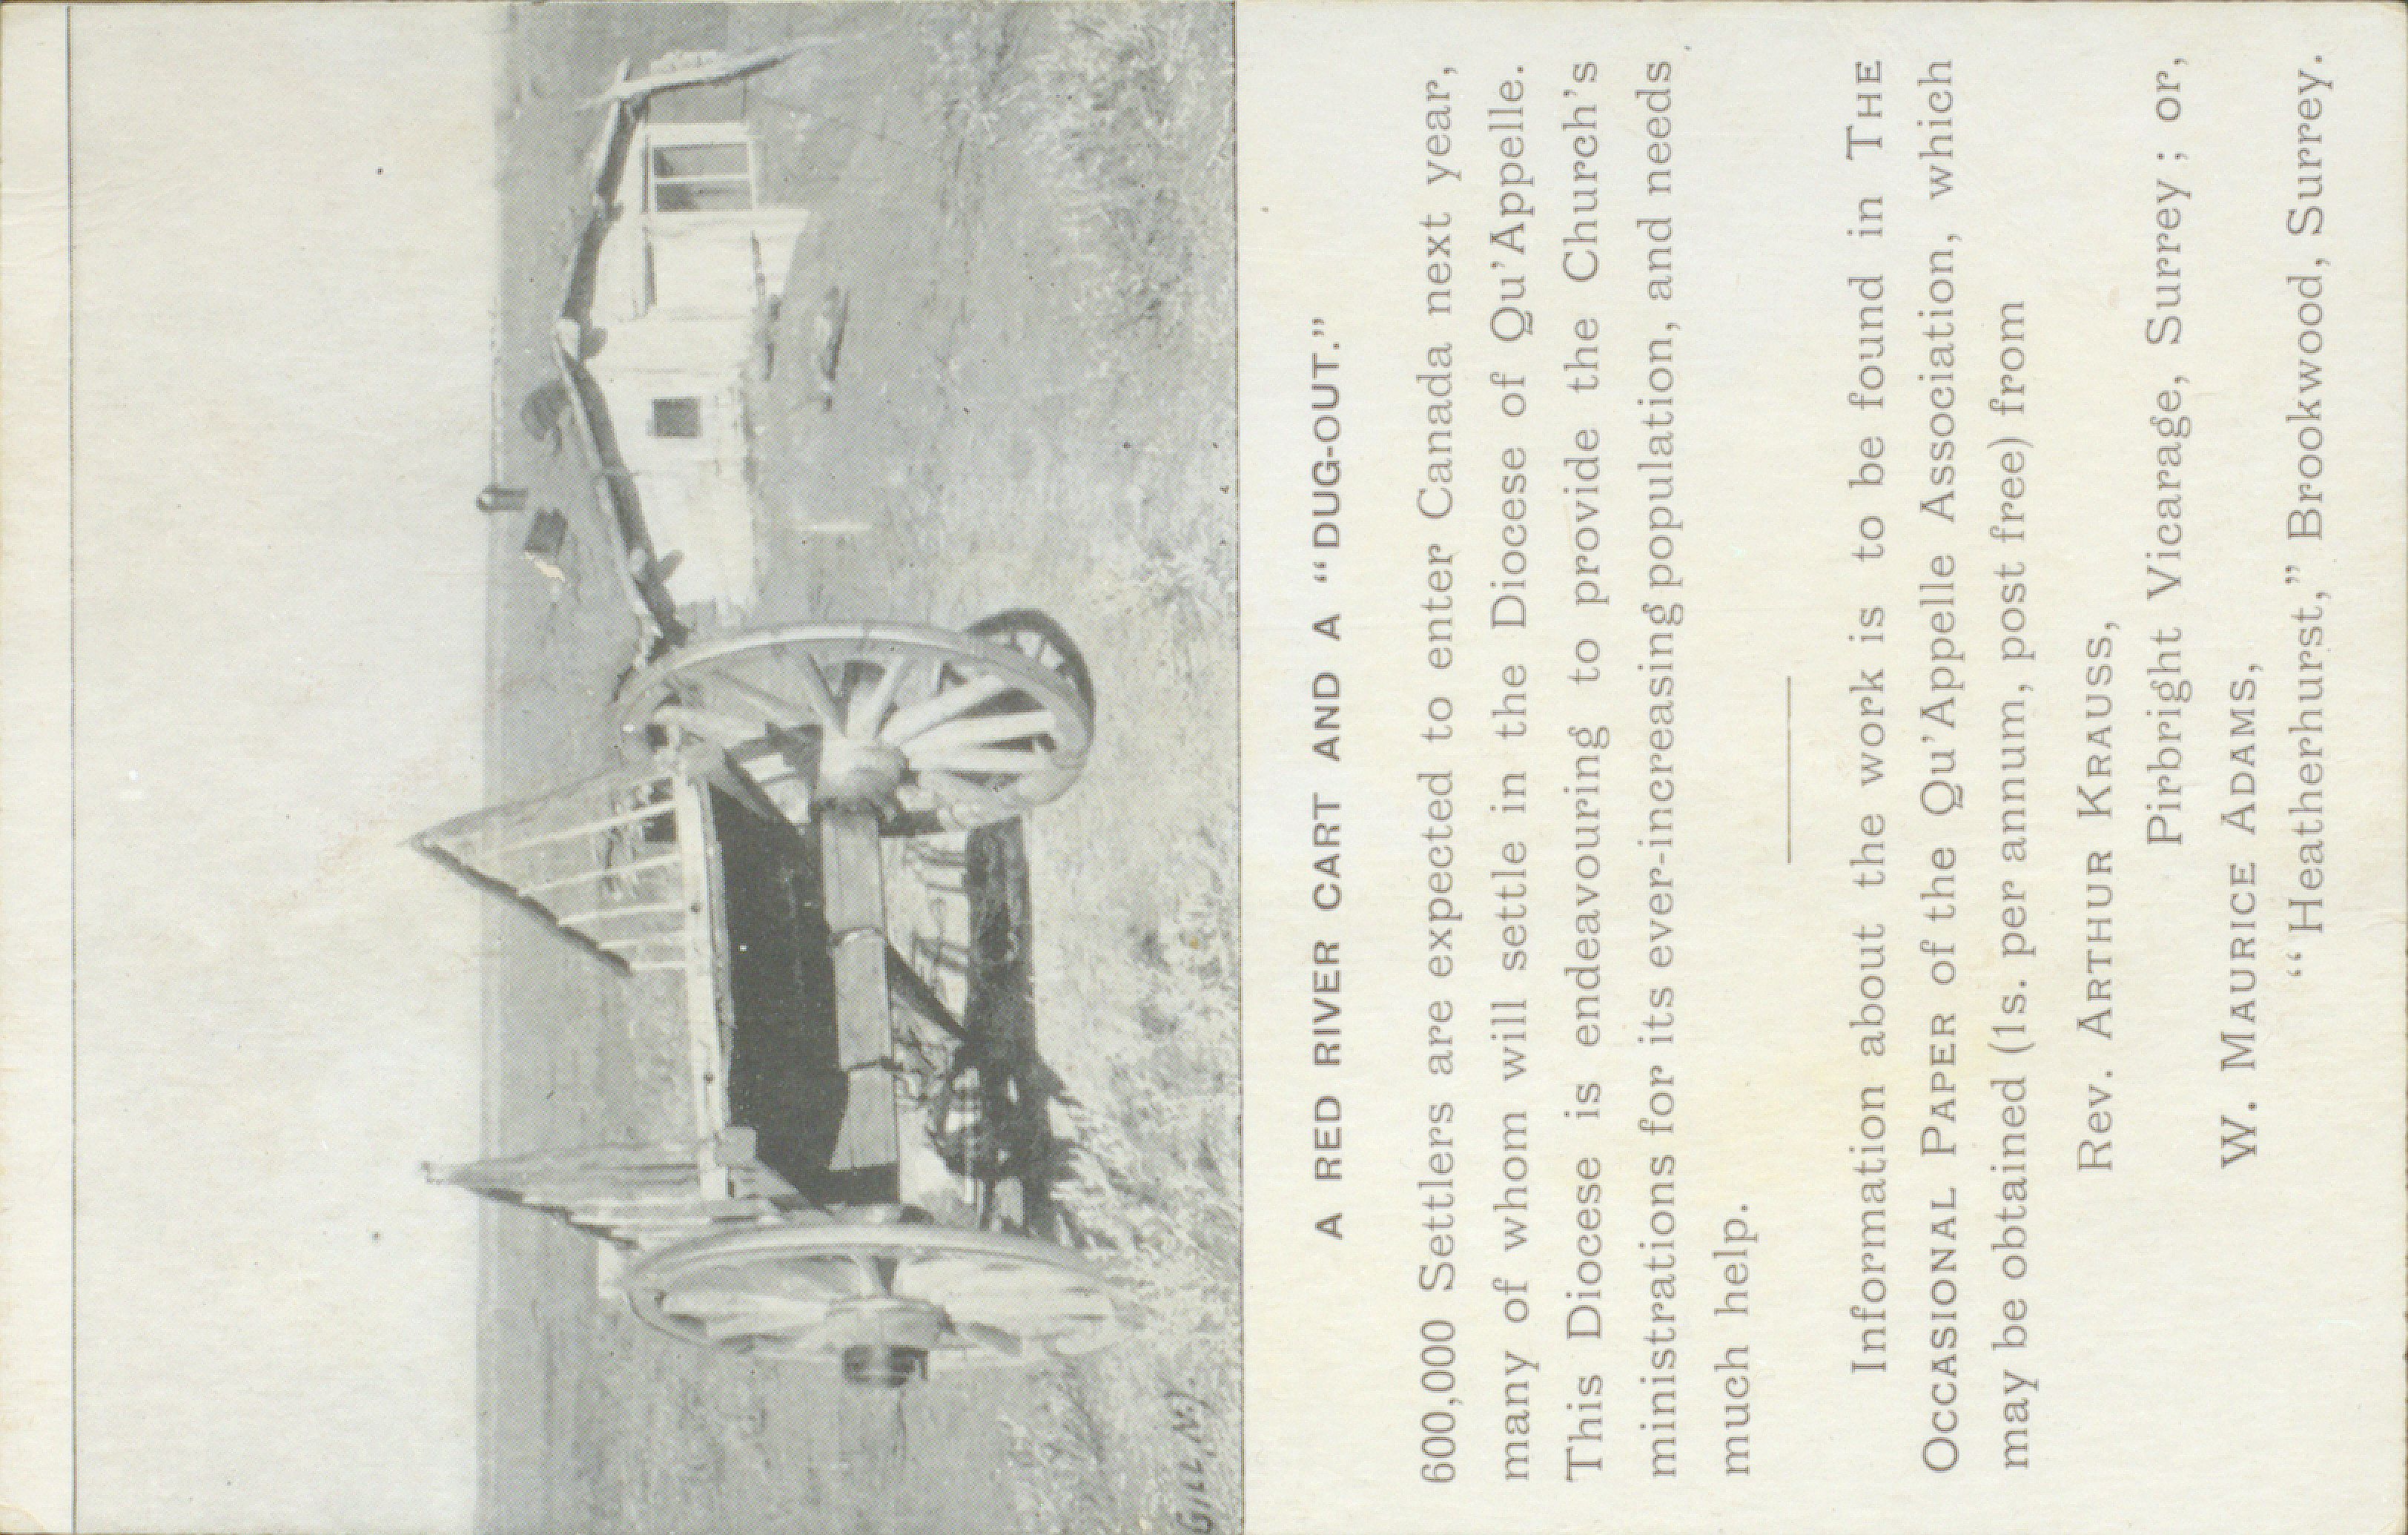 A RED RIVER CART AND A “DUG-OUT.”
600,000 Settlers are expected to enter Canada next year,
many of whom will settle in the Diocese of Qu’Appelle.
This Diocese is endeavouring to provide the Church’s
ministrations for its ever-increasing population, and needs
much help.
Information about the work is to be found in THE
OCCASIONAL PAPER of the Qu’Appelle Association, which
may be obtained (1s. per annum, post free) from
Rev. ARTHUR KRAUSS,
Pirbright Vicarage, Surrey ; or,
W. MAURICE ADAMS,
“Heatherhurst,” Brookwood, Surrey.